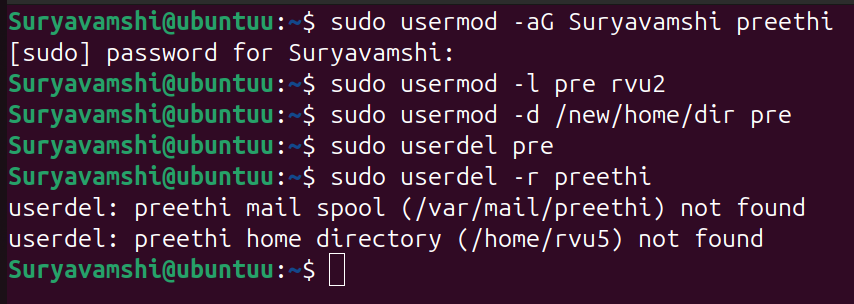 Suryavamshi@ubuntuu:~$ sudo usermod -aG Suryavamshi preethi
[sudo] password for Suryavamshi:
Suryavamshi@ubuntuu:~$ sudo usermod -l pre rvu2
Suryavamshi@ubuntuu:~$ sudo usermod -d /new/home/dir pre
Suryavamshi@ubuntuu:~$ sudo userdel pre
Suryavamshi@ubuntuu:~$ sudo userdel -r preethi
userdel: preethi mail spool (/var/mail/preethi) not found
userdel: preethi home directory (/home/rvu5) not found
Suryavamshi@ubuntuu:~$